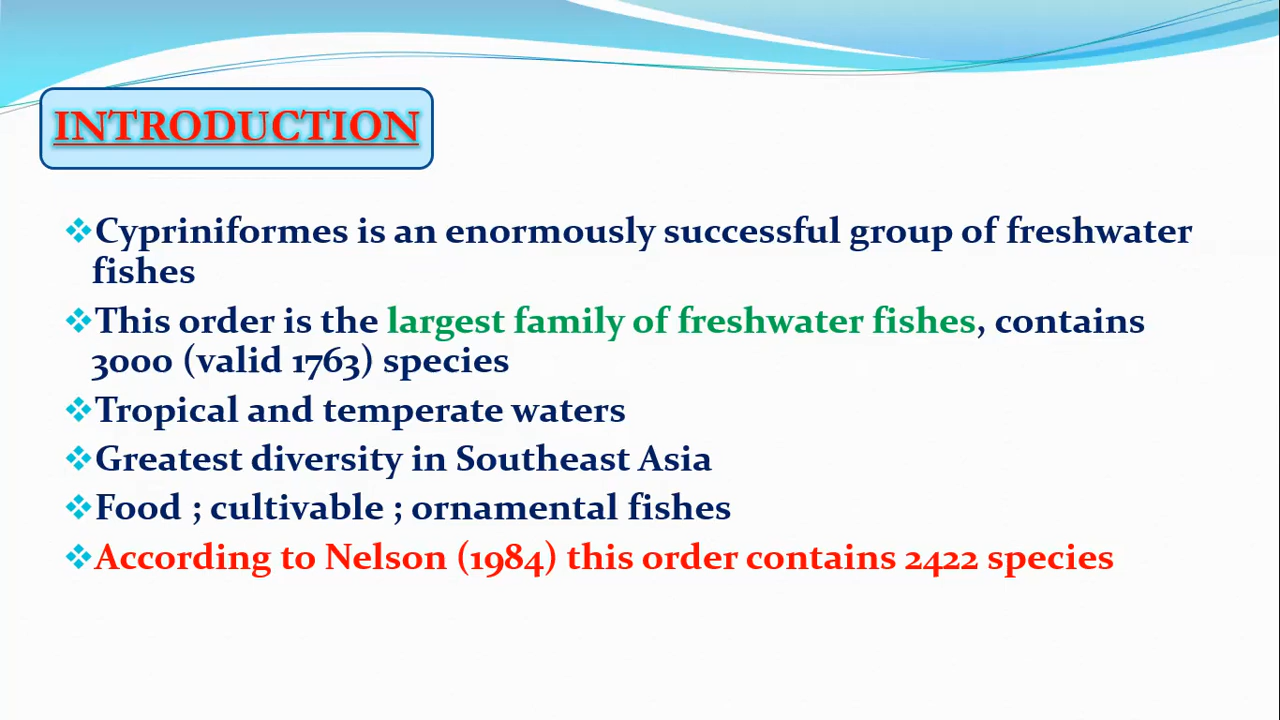 INTRODUCTION
❖Cypriniformes is an enormously successful group of freshwater
fishes
❖This order is the largest family of freshwater fishes, contains
3000 (valid 1763) species
❖Tropical and temperate waters
❖Greatest diversity in Southeast Asia
❖Food ; cultivable ; ornamental fishes
❖According to Nelson (1984) this order contains 2422 species